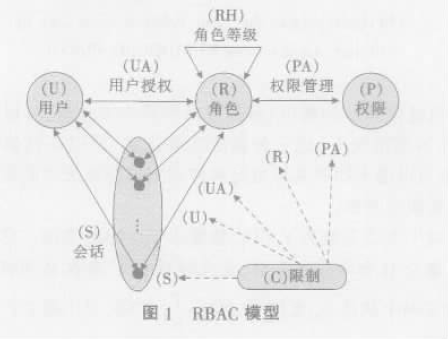 (RH)
角色等级
(U)
用户
(UA)
用户授权
(R)
角色
(PA)
权限管理
(P)
权限
(R)
(PA)
(UA)
(U)
(S)
会话
⋮
(S)
(C)限制
图1 RBAC 模型